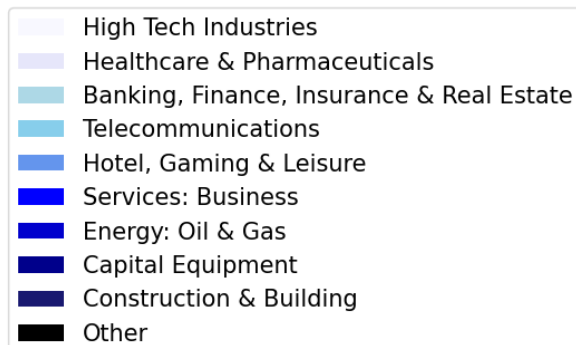 High Tech Industries
Healthcare & Pharmaceuticals
Banking, Finance, Insurance & Real Estate
Telecommunications
Hotel, Gaming & Leisure
Services: Business
Energy: Oil & Gas
Capital Equipment
Construction & Building
Other